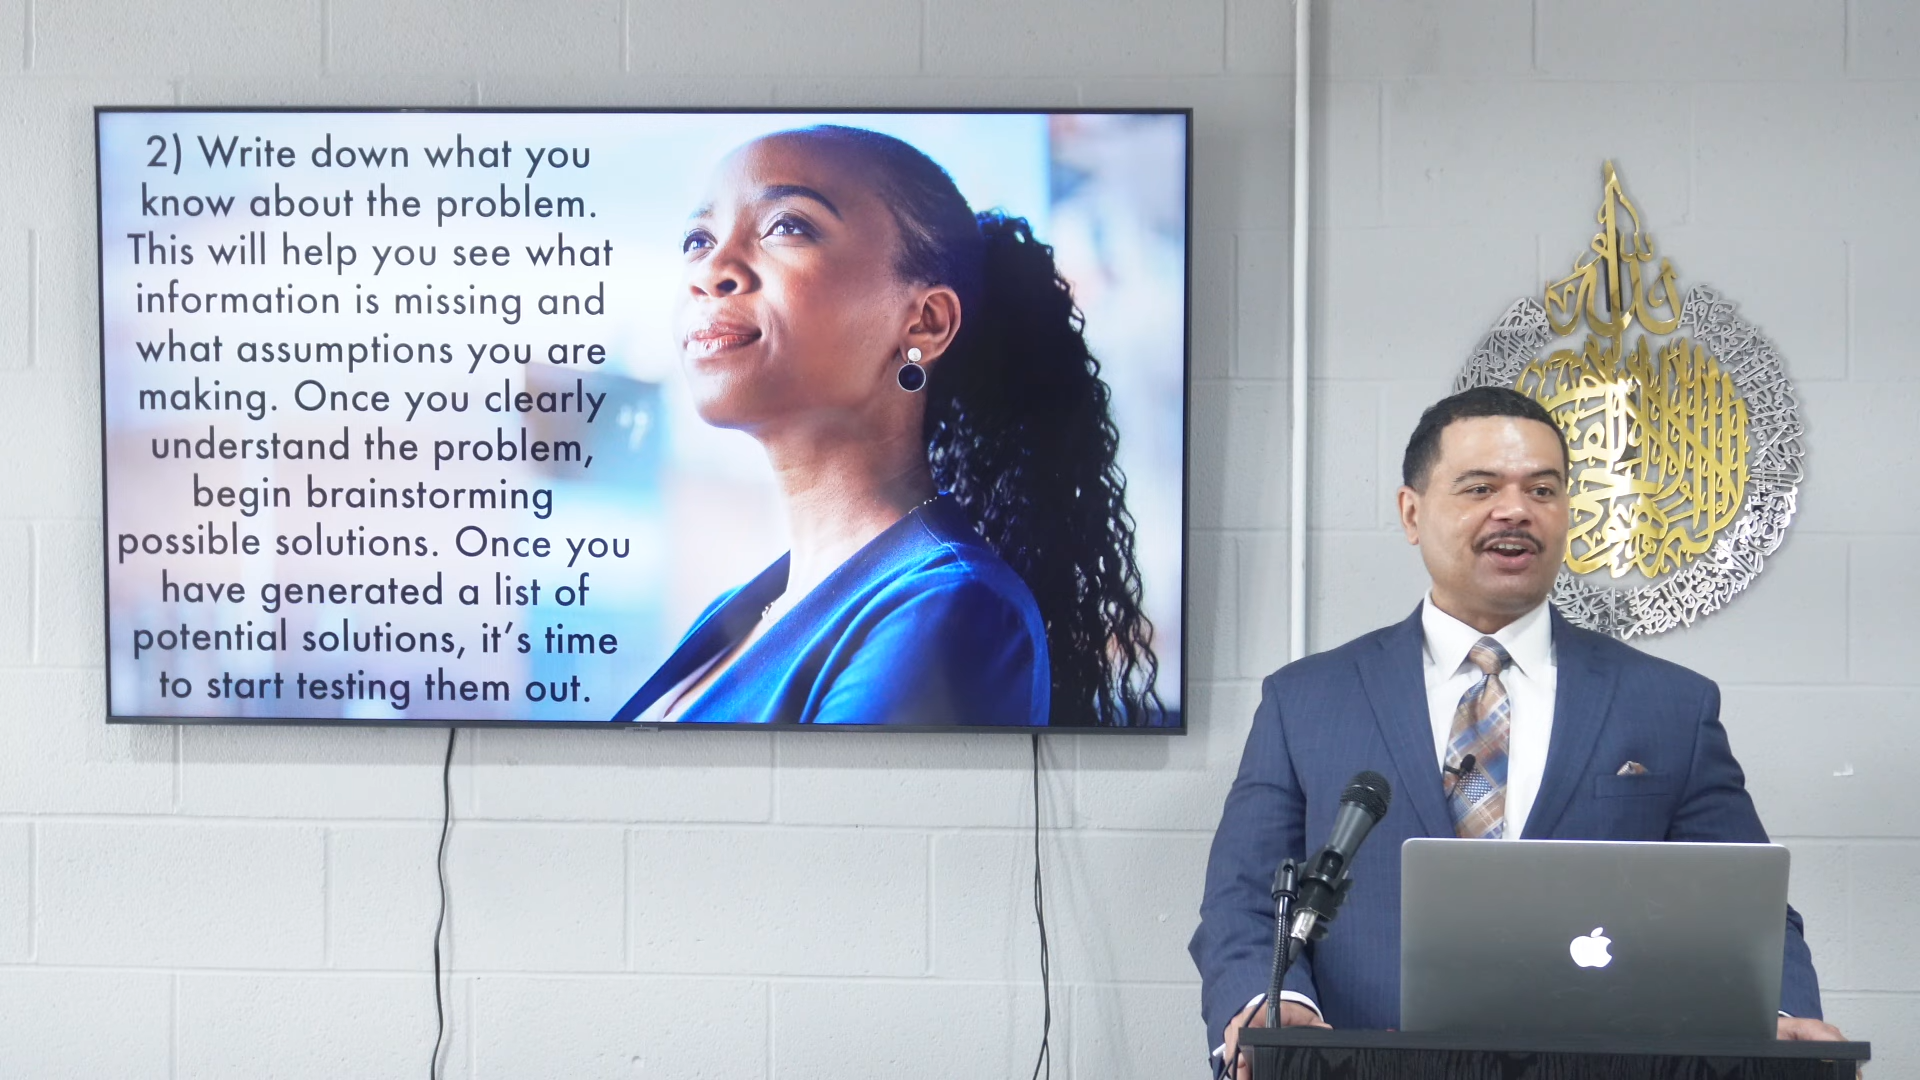 2) Write down what you
know about the problem.
This will help you see what
information is missing and
what assumptions you are
making. Once you clearly
understand the problem,
begin brainstorming
possible solutions. Once you
have generated a list of
potential solutions, it's time
to start testing them out.